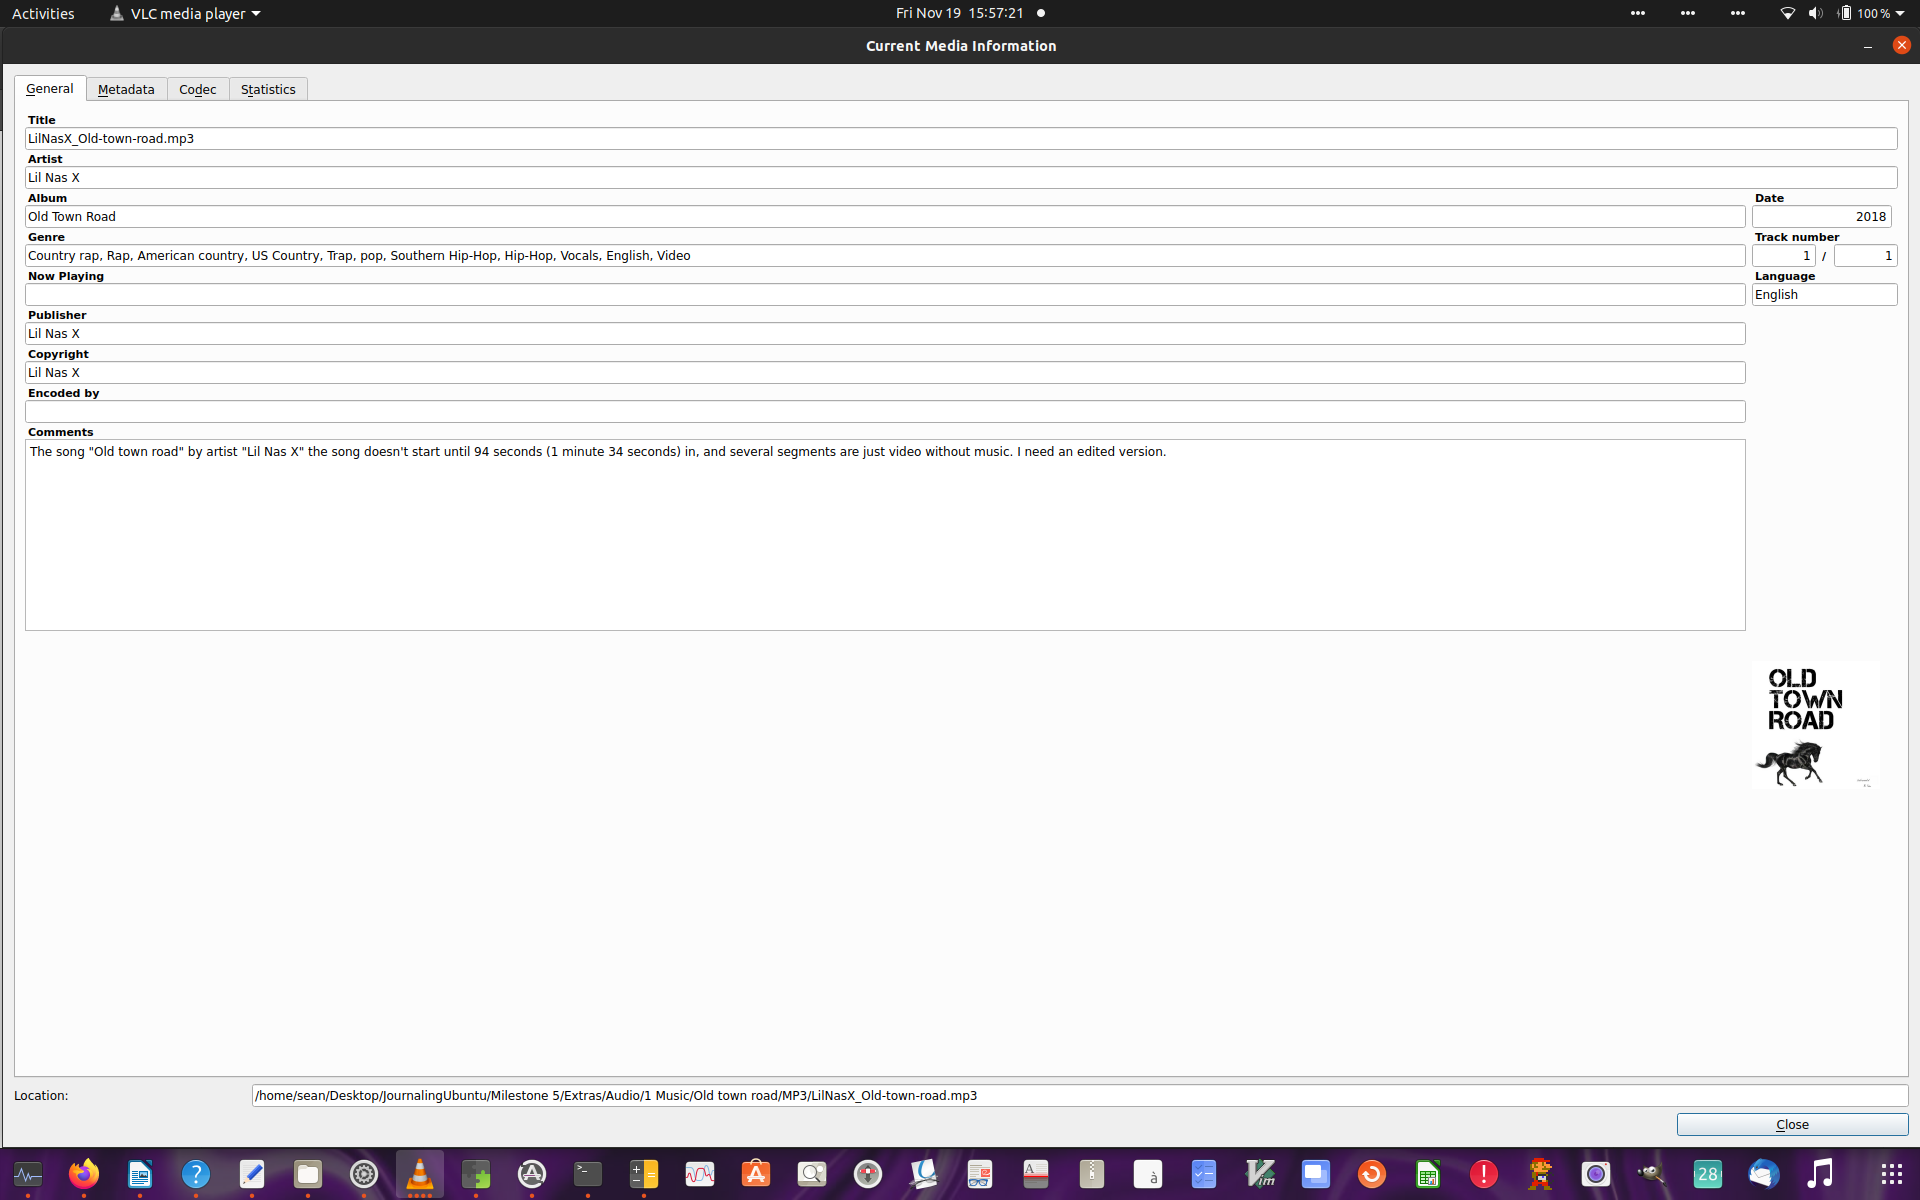 Activities VLC media player Fri Nov 19 15:57:21 100 %
Current Media Information
General Metadata Codec Statistics
Title
LilNasX_Old-town-road.mp3
Artist
Lil Nas X
Album Date
Old Town Road 2018
Genre Track number
Country rap, Rap, American country, US Country, Trap, pop, Southern Hip-Hop, Hip-Hop, Vocals, English, Video 1 / 1
Now Playing Language
English
Publisher
Lil Nas X
Copyright
Lil Nas X
Encoded by
Comments
The song "Old town road" by artist "Lil Nas X" the song doesn't start until 94 seconds (1 minute 34 seconds) in, and several segments are just video without music. I need an edited version.
OLD
TOWN
ROAD
Location: /home/sean/Desktop/JournalingUbuntu/Milestone 5/Extras/Audio/1 Music/Old town road/MP3/LilNasX_Old-town-road.mp3
Close
28